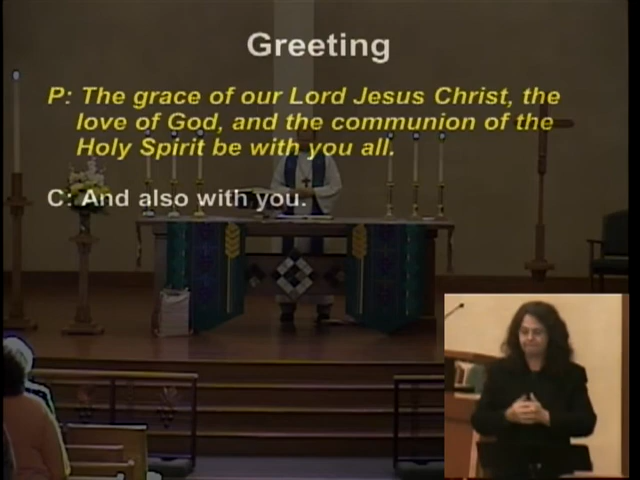 Greeting
P: The grace of our Lord Jesus Christ, the
love of God, and the communion of the
Holy Spirit be with you all.
C: And also with you.